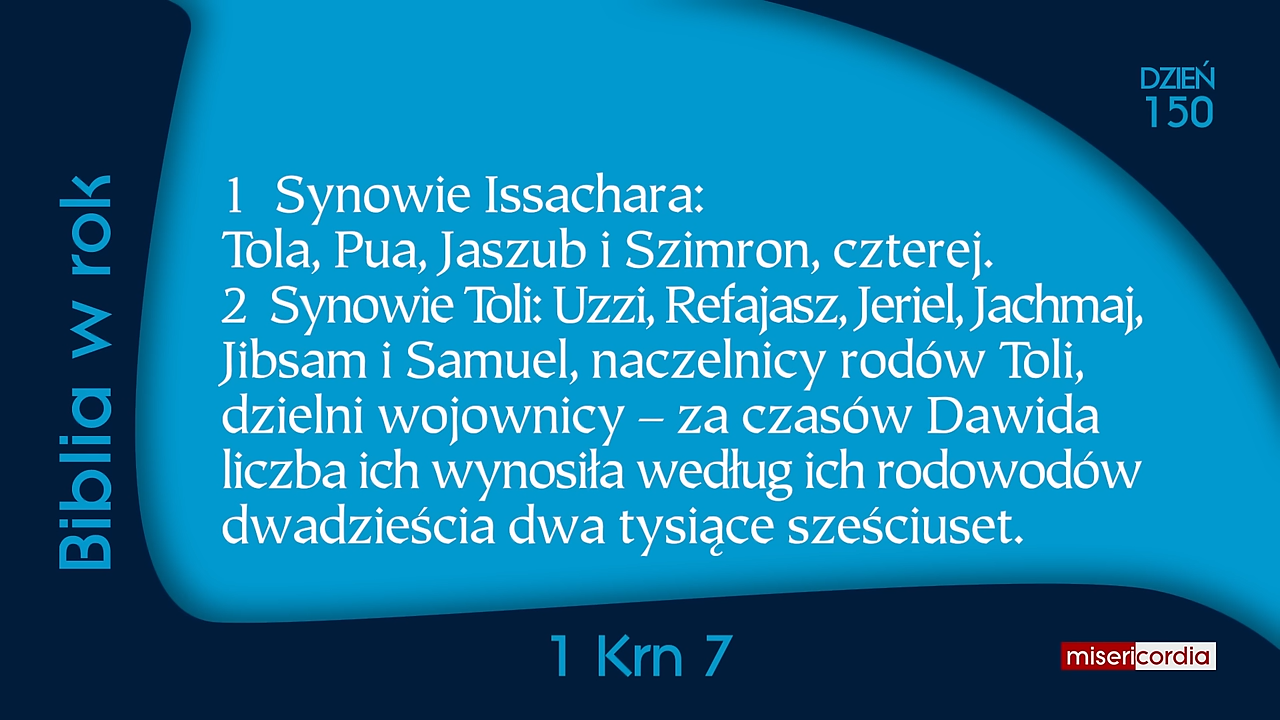 DZIEŃ
150
Biblia w rok
1 Synowie Issachara:
Tola, Pua, Jaszub i Szimron, czterej.
2 Synowie Toli: Uzzi, Refajasz, Jeriel, Jachmaj,
Jibsam i Samuel, naczelnicy rodów Toli,
dzielni wojownicy – za czasów Dawida
liczba ich wynosiła według ich rodowodów
dwadzieścia dwa tysiące sześciuset.
1 Krn 7
misericordia